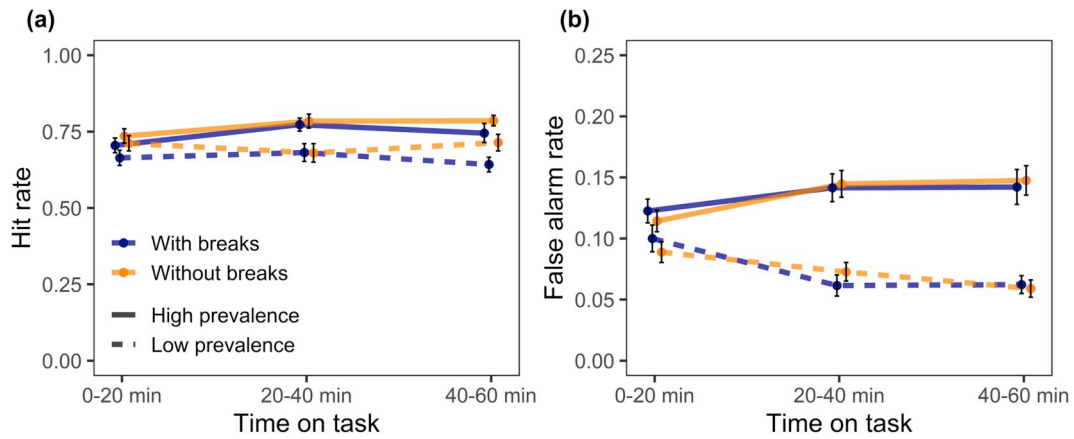 (a)
Hit rate
1.00
0.75
0.50
0.25
0.00
With breaks
Without breaks
High prevalence
Low prevalence
0-20 min
20-40 min
40-60 min
Time on task
(b)
False alarm rate
0.25
0.20
0.15
0.10
0.05
0.00
0-20 min
20-40 min
40-60 min
Time on task